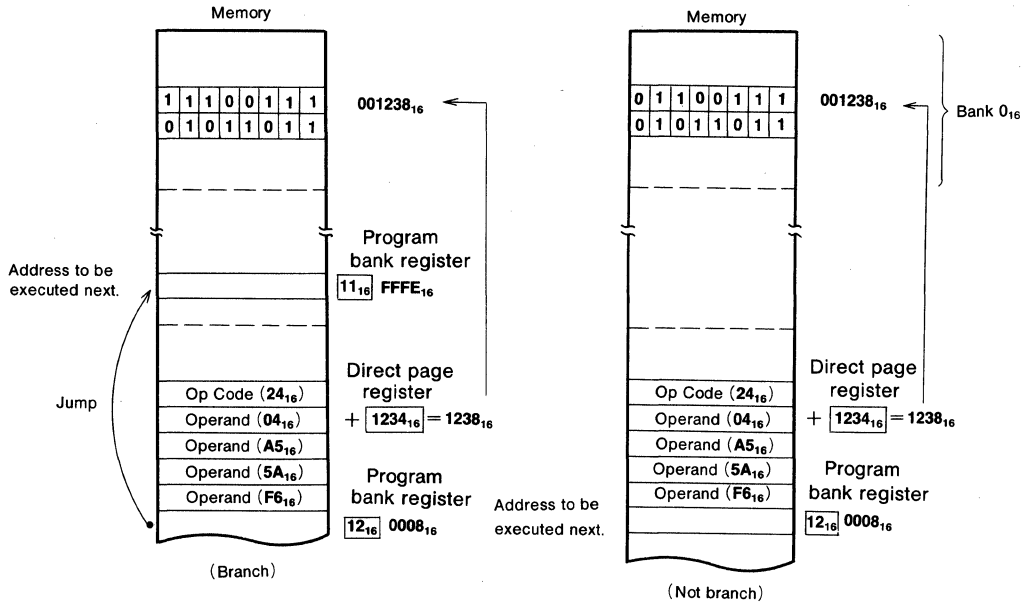 Memory
1 1 1 0 0 1 1 1
001238₁₆
0 1 0 1 1 0 1 1
Program
bank register
Address to be
executed next.
11₁₆ FFFE₁₆
Jump
Direct page
register
Op Code (24₁₆)
Operand (04₁₆)
+ 1234₁₆ = 1238₁₆
Operand (A5₁₆)
Operand (5A₁₆)
Operand (F6₁₆)
Program
bank register
12₁₆ 0008₁₆
(Branch)
Memory
0 1 1 0 0 1 1 1
001238₁₆
0 1 0 1 1 0 1 1
Bank 0₁₆
Direct page
register
Op Code (24₁₆)
Operand (04₁₆)
+ 1234₁₆ = 1238₁₆
Operand (A5₁₆)
Operand (5A₁₆)
Operand (F6₁₆)
Program
bank register
Address to be
executed next.
12₁₆ 0008₁₆
(Not branch)